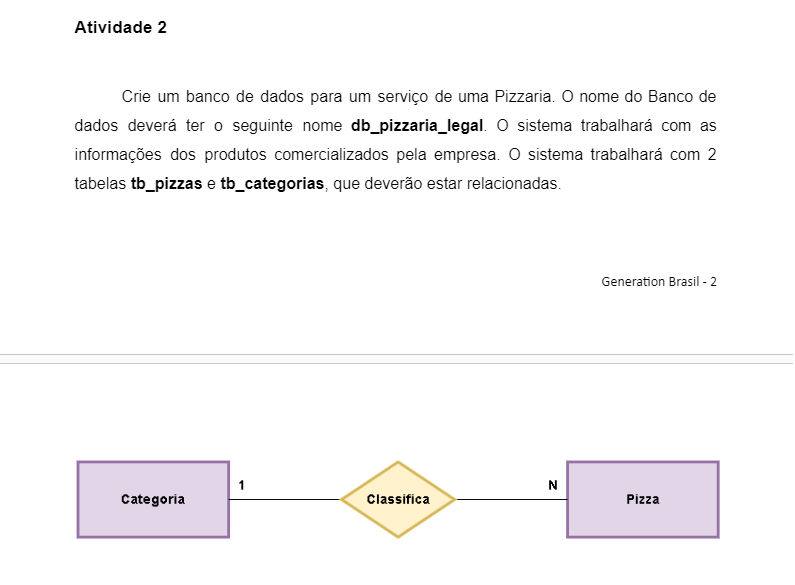 Atividade 2
Crie um banco de dados para um serviço de uma Pizzaria. O nome do Banco de
dados deverá ter o seguinte nome db_pizzaria_legal. O sistema trabalhará com as
informações dos produtos comercializados pela empresa. O sistema trabalhará com 2
tabelas tb_pizzas e tb_categorias, que deverão estar relacionadas.
Generation Brasil - 2
Categoria 1 Classifica N Pizza